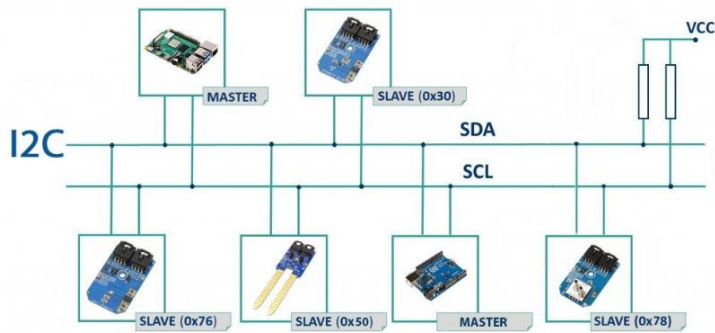 VCC
MASTER
SLAVE (0x30)
SDA
I2C
SCL
SLAVE (0x76)
SLAVE (0x50)
MASTER
SLAVE (0x78)